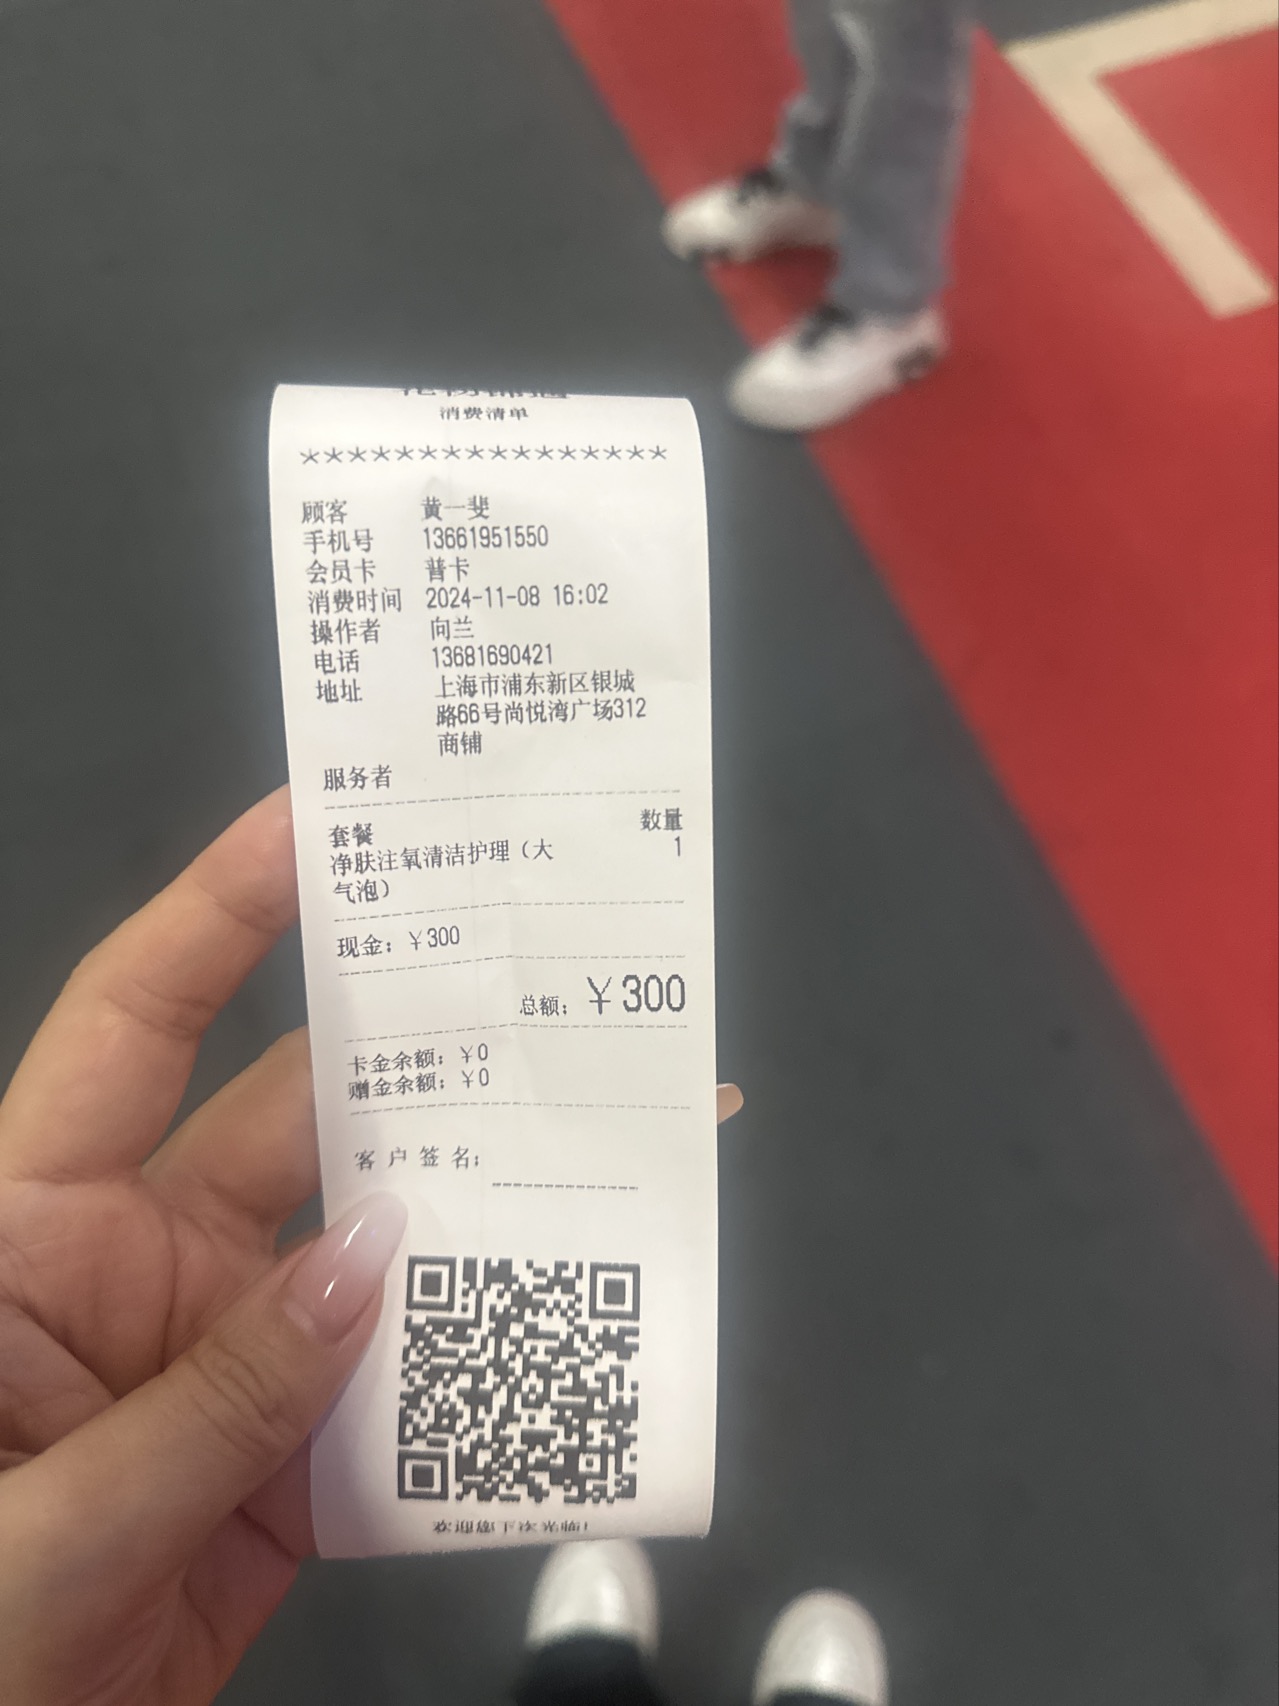 消费清单
****************
顾客 黄一斐
手机号 13661951550
会员卡 普卡
消费时间 2024-11-08 16:02
操作者 向兰
电话 13681690421
地址 上海市浦东新区银城
路66号尚悦湾广场312
商铺
服务者
套餐 数量
净肤注氧清洁护理（大 1
气泡）
现金：￥300
总额：￥300
卡金余额：￥0
赠金余额：￥0
客户签名：
欢迎您下次光临！